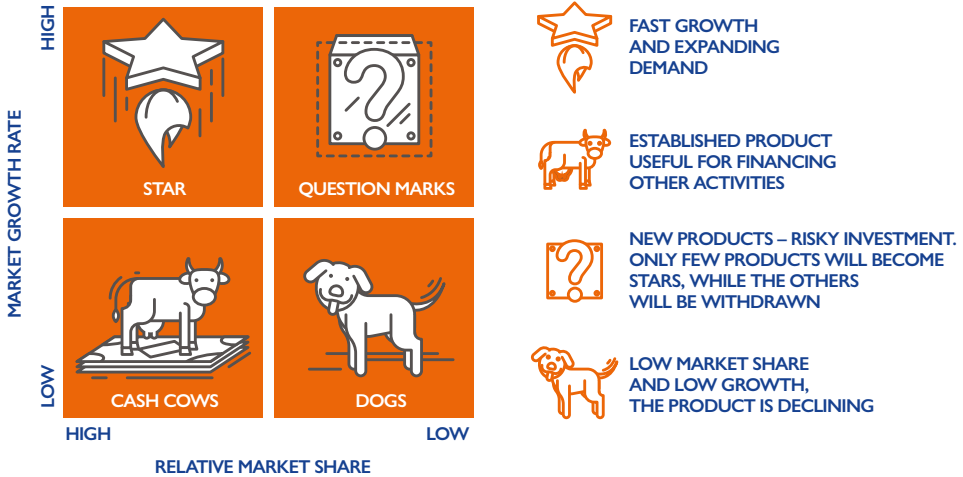 HIGH
MARKET GROWTH RATE
LOW
STAR
QUESTION MARKS
CASH COWS
DOGS
HIGH
LOW
RELATIVE MARKET SHARE
FAST GROWTH
AND EXPANDING
DEMAND
ESTABLISHED PRODUCT
USEFUL FOR FINANCING
OTHER ACTIVITIES
NEW PRODUCTS – RISKY INVESTMENT.
ONLY FEW PRODUCTS WILL BECOME
STARS, WHILE THE OTHERS
WILL BE WITHDRAWN
LOW MARKET SHARE
AND LOW GROWTH,
THE PRODUCT IS DECLINING